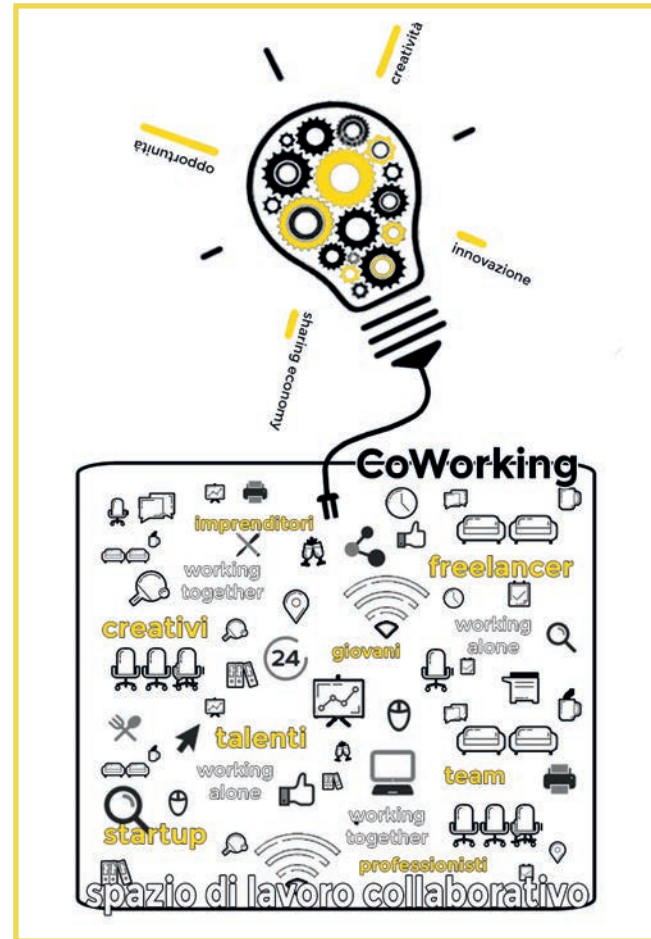 creatività
opportunità
innovazione
sharing economy
CoWorking
imprenditori
working
together
freelancer
creativi
24
giovani
working
alone
talenti
working
alone
team
startup
working
together
professionisti
spazio di lavoro collaborativo